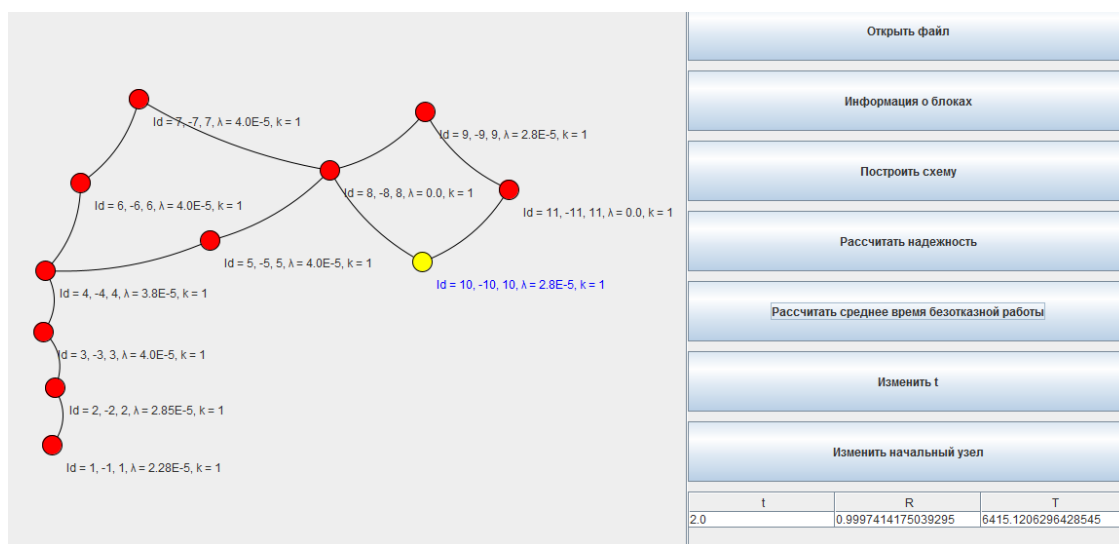 Id = 7, -7, 7, λ = 4.0E-5, k = 1
Id = 9, -9, 9, λ = 2.8E-5, k = 1
Id = 8, -8, 8, λ = 0.0, k = 1
Id = 6, -6, 6, λ = 4.0E-5, k = 1
Id = 11, -11, 11, λ = 0.0, k = 1
Id = 5, -5, 5, λ = 4.0E-5, k = 1
Id = 10, -10, 10, λ = 2.8E-5, k = 1
Id = 4, -4, 4, λ = 3.8E-5, k = 1
Id = 3, -3, 3, λ = 4.0E-5, k = 1
Id = 2, -2, 2, λ = 2.85E-5, k = 1
Id = 1, -1, 1, λ = 2.28E-5, k = 1
Открыть файл
Информация о блоках
Построить схему
Рассчитать надежность
Рассчитать среднее время безотказной работы
Изменить t
Изменить начальный узел
t R T
2.0 0.9997414175039295 6415.1206296428545